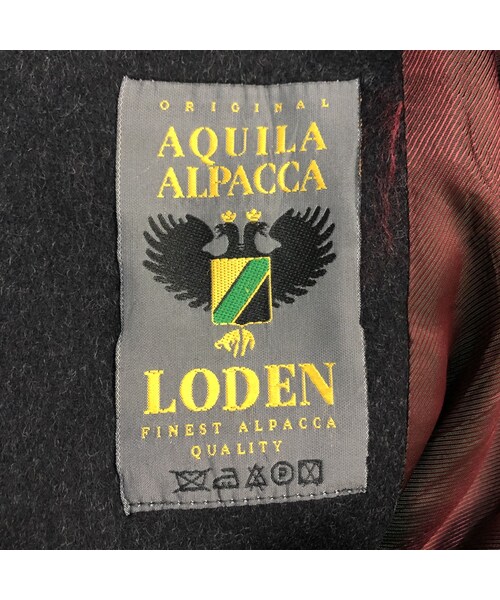 ORIGINAL
AQUILA
ALPACCA
LODEN
FINEST ALPACCA
QUALITY